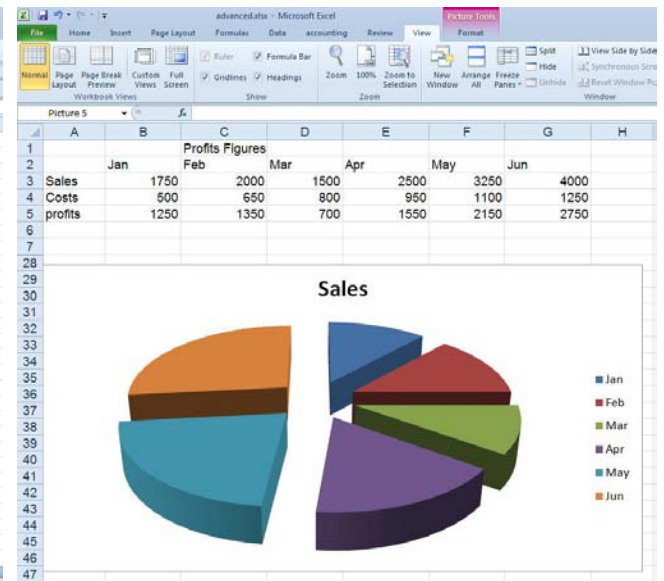 advanced.xlsx - Microsoft Excel Picture Tools
File Home Insert Page Layout Formulas Data accounting Review View Format
Normal Page Layout Page Break Preview Custom Views Full Screen Ruler Formula Bar Gridlines Headings Zoom 100% Zoom to Selection New Window Arrange All Freeze Panes Split Hide Unhide View Side by Side Synchronous Reset Window
Workbook Views Show Zoom Window
Picture 5 fx
A B C D E F G H
1 Profits Figures
2 Jan Feb Mar Apr May Jun
3 Sales 1750 2000 1500 2500 3250 4000
4 Costs 500 650 800 950 1100 1250
5 profits 1250 1350 700 1550 2150 2750
6
7
28
29
Sales
30
31
32
33
34
35
Jan
36
Feb
37
38
Mar
39
Apr
40
41
May
42
Jun
43
44
45
46
47